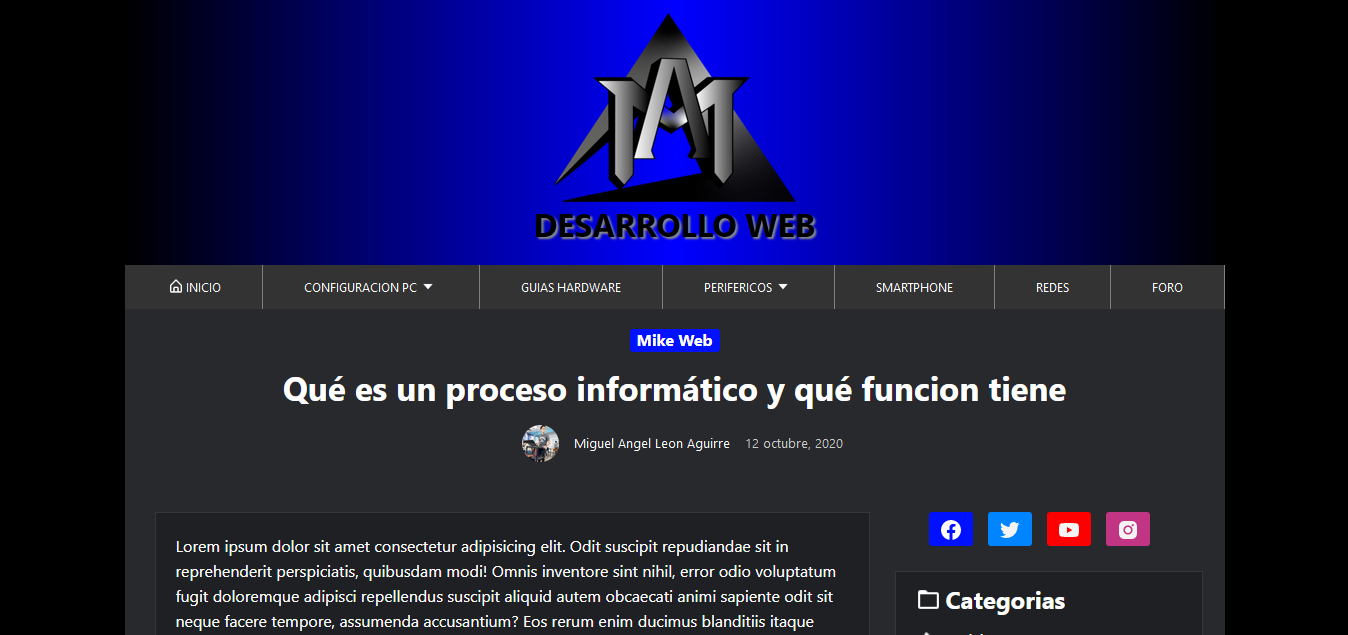 MA
DESARROLLO WEB
INICIO
CONFIGURACION PC
GUIAS HARDWARE
PERIFERICOS
SMARTPHONE
REDES
FORO
Mike Web
Qué es un proceso informático y qué funcion tiene
Miguel Angel Leon Aguirre 12 octubre, 2020
Lorem ipsum dolor sit amet consectetur adipisicing elit. Odit suscipit repudiandae sit in
reprehenderit perspiciatis, quibusdam modi! Omnis inventore sint nihil, error odio voluptatum
fugit doloremque adipisci repellendus suscipit aliquid autem obcaecati animi sapiente odit sit
neque facere tempore, assumenda accusantium? Eos rerum enim ducimus blanditiis itaque
Categorias